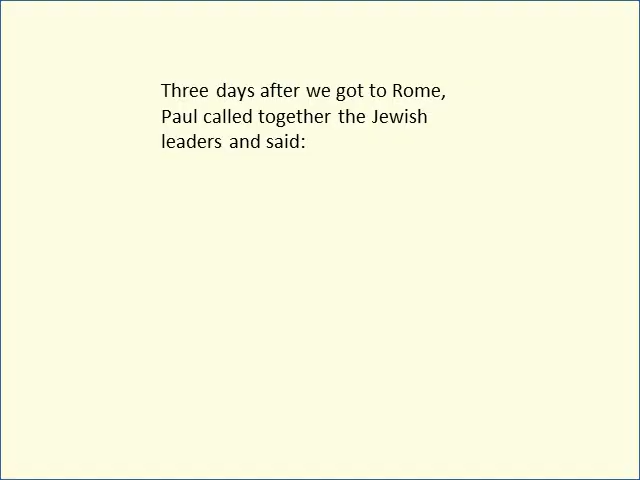 Three days after we got to Rome,
Paul called together the Jewish
leaders and said: